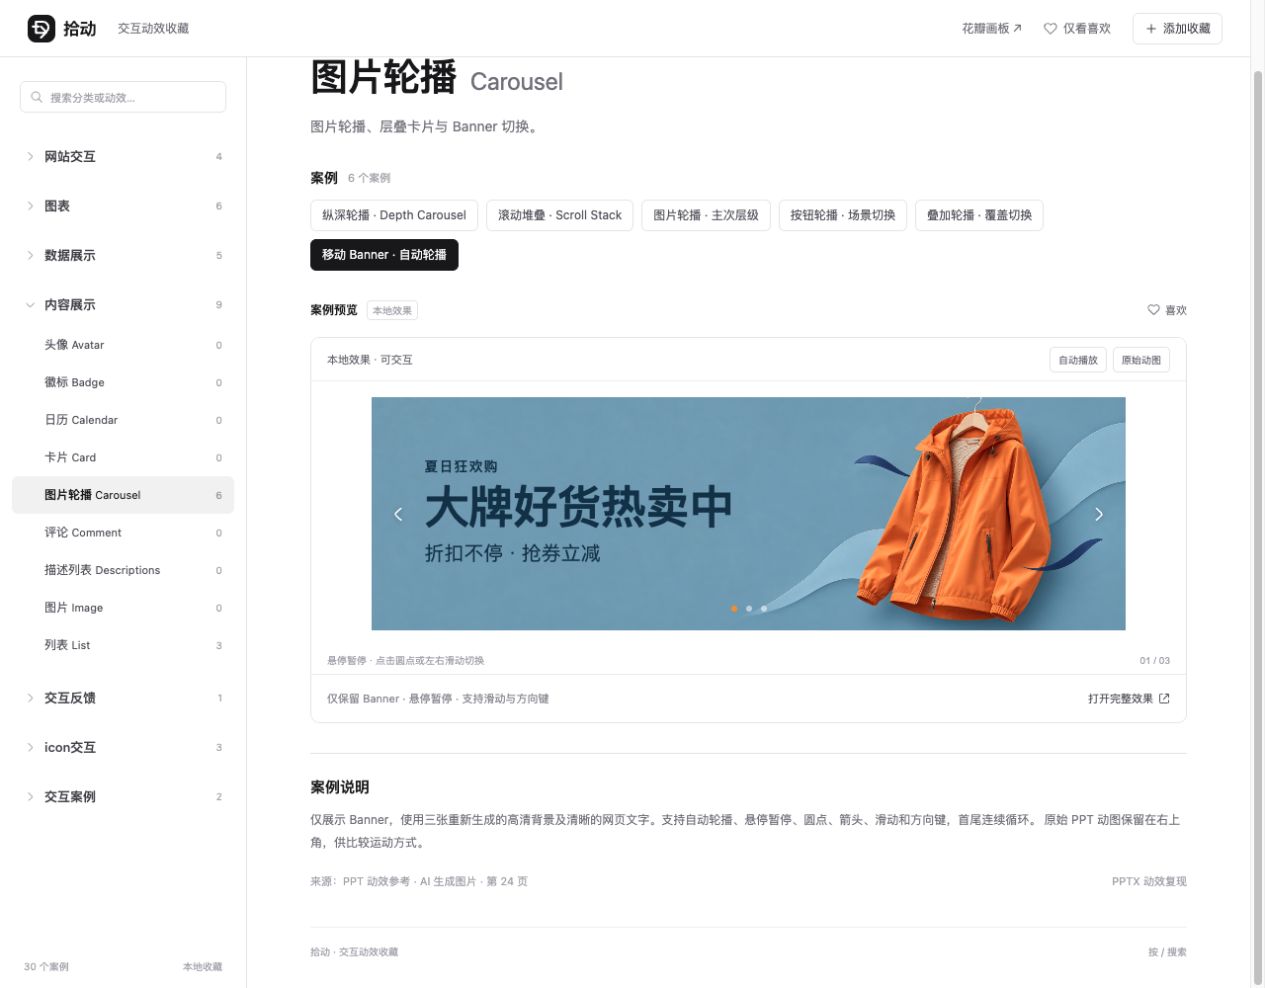 拾动 交互动效收藏
花瓣画板 仅看喜欢 + 添加收藏
搜索分类或动效...
网站交互 4
图表 6
数据展示 5
内容展示 9
头像 Avatar 0
徽标 Badge 0
日历 Calendar 0
卡片 Card 0
图片轮播 Carousel 6
评论 Comment 0
描述列表 Descriptions 0
图片 Image 0
列表 List 3
交互反馈 1
icon交互 3
交互案例 2
30 个案例 本地收藏
图片轮播 Carousel
图片轮播、层叠卡片与 Banner 切换。
案例 6 个案例
纵深轮播 · Depth Carousel
滚动堆叠 · Scroll Stack
图片轮播 · 主次层级
按钮轮播 · 场景切换
叠加轮播 · 覆盖切换
移动 Banner · 自动轮播
案例预览 本地效果 喜欢
本地效果 · 可交互 自动播放 原始动图
夏日狂欢购
大牌好货热卖中
折扣不停 · 抢券立减
悬停暂停 · 点击圆点或左右滑动切换 01 / 03
仅保留 Banner · 悬停暂停 · 支持滑动与方向键 打开完整效果
案例说明
仅展示 Banner，使用三张重新生成的高清背景及清晰的网页文字。支持自动轮播、悬停暂停、圆点、箭头、滑动和方向键，首尾连续循环。 原始 PPT 动图保留在右上
角，供比较运动方式。
来源：PPT 动效参考 · AI 生成图片 · 第 24 页 PPTX 动效复现
拾动 · 交互动效收藏 按 / 搜索